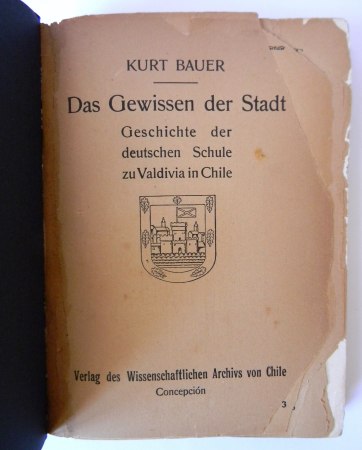 KURT BAUER
Das Gewissen der Stadt
Geschichte der
deutschen Schule
zu Valdivia in Chile
Verlag des Wissenschaftlichen Archivs von Chile
Concepción
3